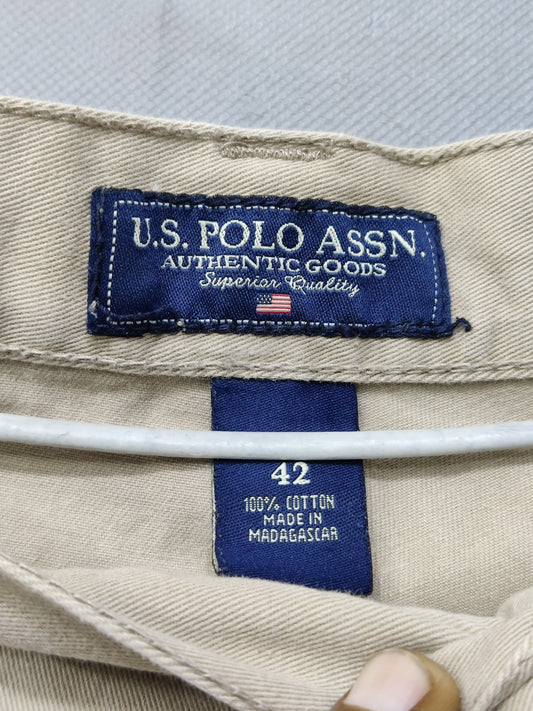 U.S. POLO ASSN.
AUTHENTIC GOODS
Superior Quality
42
100% COTTON
MADE IN
MADAGASCAR